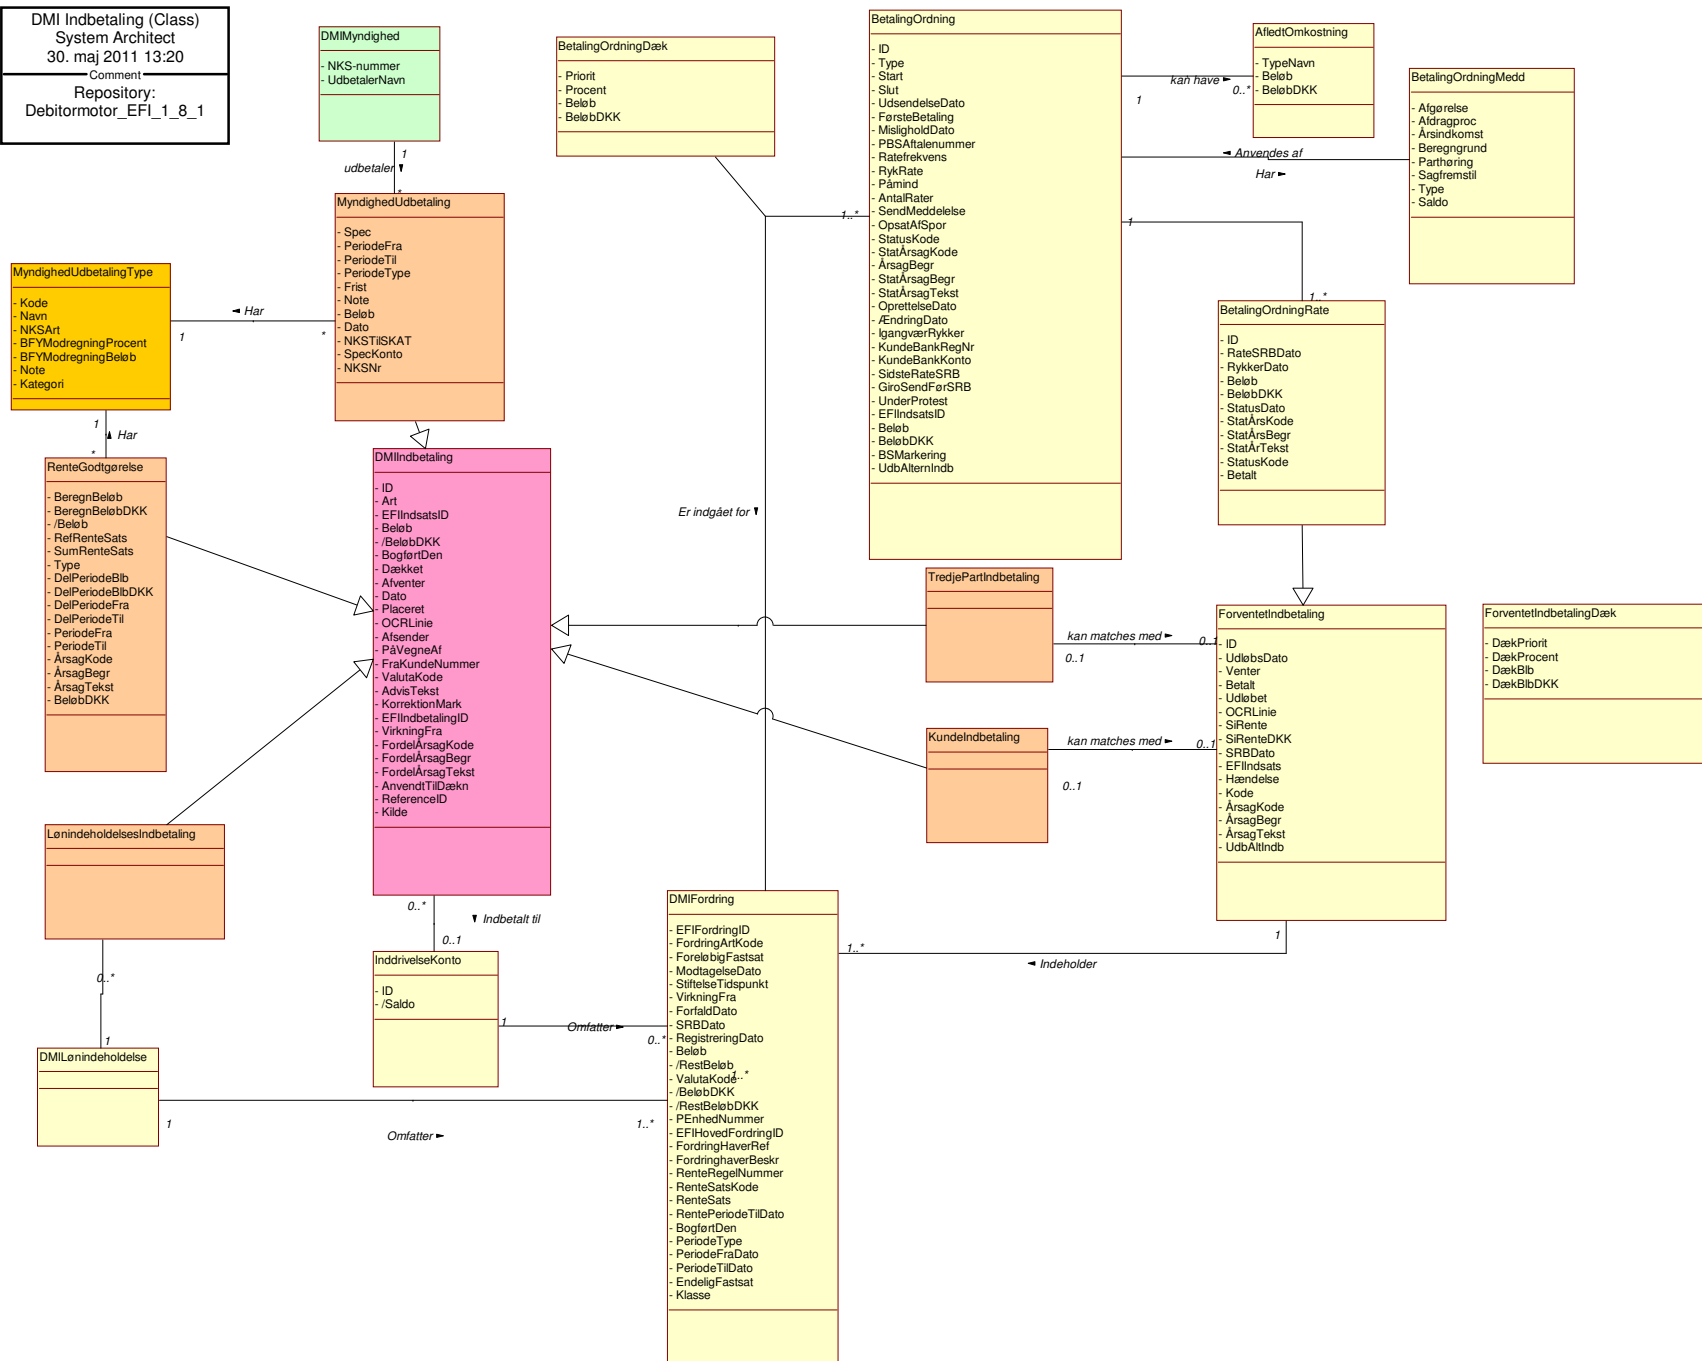 DMI Indbetaling (Class)
System Architect
30. maj 2011 13:20
Comment
Repository:
Debitormotor_EFI_1_8_1
DMIMyndighed
- NKS-nummer
- UdbetalerNavn
1
udbetaler
*
BetalingOrdningDæk
- Priorit
- Procent
- Beløb
- BeløbDKK
BetalingOrdning
- ID
- Type
- Start
- Slut
- UdsendelseDato
- FørsteBetaling
- MisligholdDato
- PBSAftalenummer
- Ratefrekvens
- RykRate
- Påmind
- AntalRater
- SendMeddelelse
- OpsatAfSpor
- StatusKode
- StatÅrsagKode
- ÅrsagBegr
- StatÅrsagBegr
- StatÅrsagTekst
- OprettelseDato
- ÆndringDato
- IgangværRykker
- KundeBankRegNr
- KundeBankKonto
- SidsteRateSRB
- GiroSendFørSRB
- UnderProtest
- EFIIndsatsID
- Beløb
- BeløbDKK
- BSMarkering
- UdbAlternIndb
1..*
kan have
1
0..*
AfledtOmkostning
- TypeNavn
- Beløb
- BeløbDKK
BetalingOrdningMedd
- Afgørelse
- Afdragproc
- Årsindkomst
- Beregngrund
- Parthøring
- Sagfremstil
- Type
- Saldo
Anvendes af
Har
1
1..*
BetalingOrdningRate
- ID
- RateSRBDato
- RykkerDato
- Beløb
- BeløbDKK
- StatusDato
- StatÅrsKode
- StatÅrsBegr
- StatÅrTekst
- StatusKode
- Betalt
MyndighedUdbetaling
- Spec
- PeriodeFra
- PeriodeTil
- PeriodeType
- Frist
- Note
- Beløb
- Dato
- NKSTilSKAT
- SpecKonto
- NKSNr
MyndighedUdbetalingType
- Kode
- Navn
- NKSArt
- BFYModregningProcent
- BFYModregningBeløb
- Note
- Kategori
Har
1
*
1
Har
*
RenteGodtgørelse
- BeregnBeløb
- BeregnBeløbDKK
- /Beløb
- RefRenteSats
- SumRenteSats
- Type
- DelPeriodeBlb
- DelPeriodeBlbDKK
- DelPeriodeFra
- DelPeriodeTil
- PeriodeFra
- PeriodeTil
- ÅrsagKode
- ÅrsagBegr
- ÅrsagTekst
- BeløbDKK
DMIIndbetaling
- ID
- Art
- EFIIndsatsID
- Beløb
- /BeløbDKK
- BogførtDen
- Dækket
- Afventer
- Dato
- Placeret
- OCRLinie
- Afsender
- PåVegneAf
- FraKundeNummer
- ValutaKode
- AdvisTekst
- KorrektionMark
- EFIIndbetalingID
- VirkningFra
- FordelÅrsagKode
- FordelÅrsagBegr
- FordelÅrsagTekst
- AnvendtTilDækn
- ReferenceID
- Kilde
Er indgået for
TredjePartIndbetaling
kan matches med
0..1
0..1
KundeIndbetaling
kan matches med
0..1
0..1
ForventetIndbetaling
- ID
- UdløbsDato
- Venter
- Betalt
- Udløbet
- OCRLinie
- SiRente
- SiRenteDKK
- SRBDato
- EFIIndsats
- Hændelse
- Kode
- ÅrsagKode
- ÅrsagBegr
- ÅrsagTekst
- UdbAltIndb
ForventetIndbetalingDæk
- DækPriorit
- DækProcent
- DækBlb
- DækBlbDKK
LønindeholdelsesIndbetaling
0..*
1
DMILønindeholdelse
1
Omfatter
1..*
0..*
Indbetalt til
0..1
InddrivelseKonto
- ID
- /Saldo
1
Omfatter
0..*
1
1..*
Indeholder
DMIFordring
- EFIFordringID
- FordringArtKode
- ForeløbigFastsat
- ModtagelseDato
- StiftelseTidspunkt
- VirkningFra
- ForfaldDato
- SRBDato
- RegistreringDato
- Beløb
- /RestBeløb
- ValutaKode
1..*
- /BeløbDKK
- /RestBeløbDKK
- PEnhedNummer
- EFIHovedFordringID
- FordringHaverRef
- FordringhaverBeskr
- RenteRegelNummer
- RenteSatsKode
- RenteSats
- RentePeriodeTilDato
- BogførtDen
- PeriodeType
- PeriodeFraDato
- PeriodeTilDato
- EndeligFastsat
- Klasse